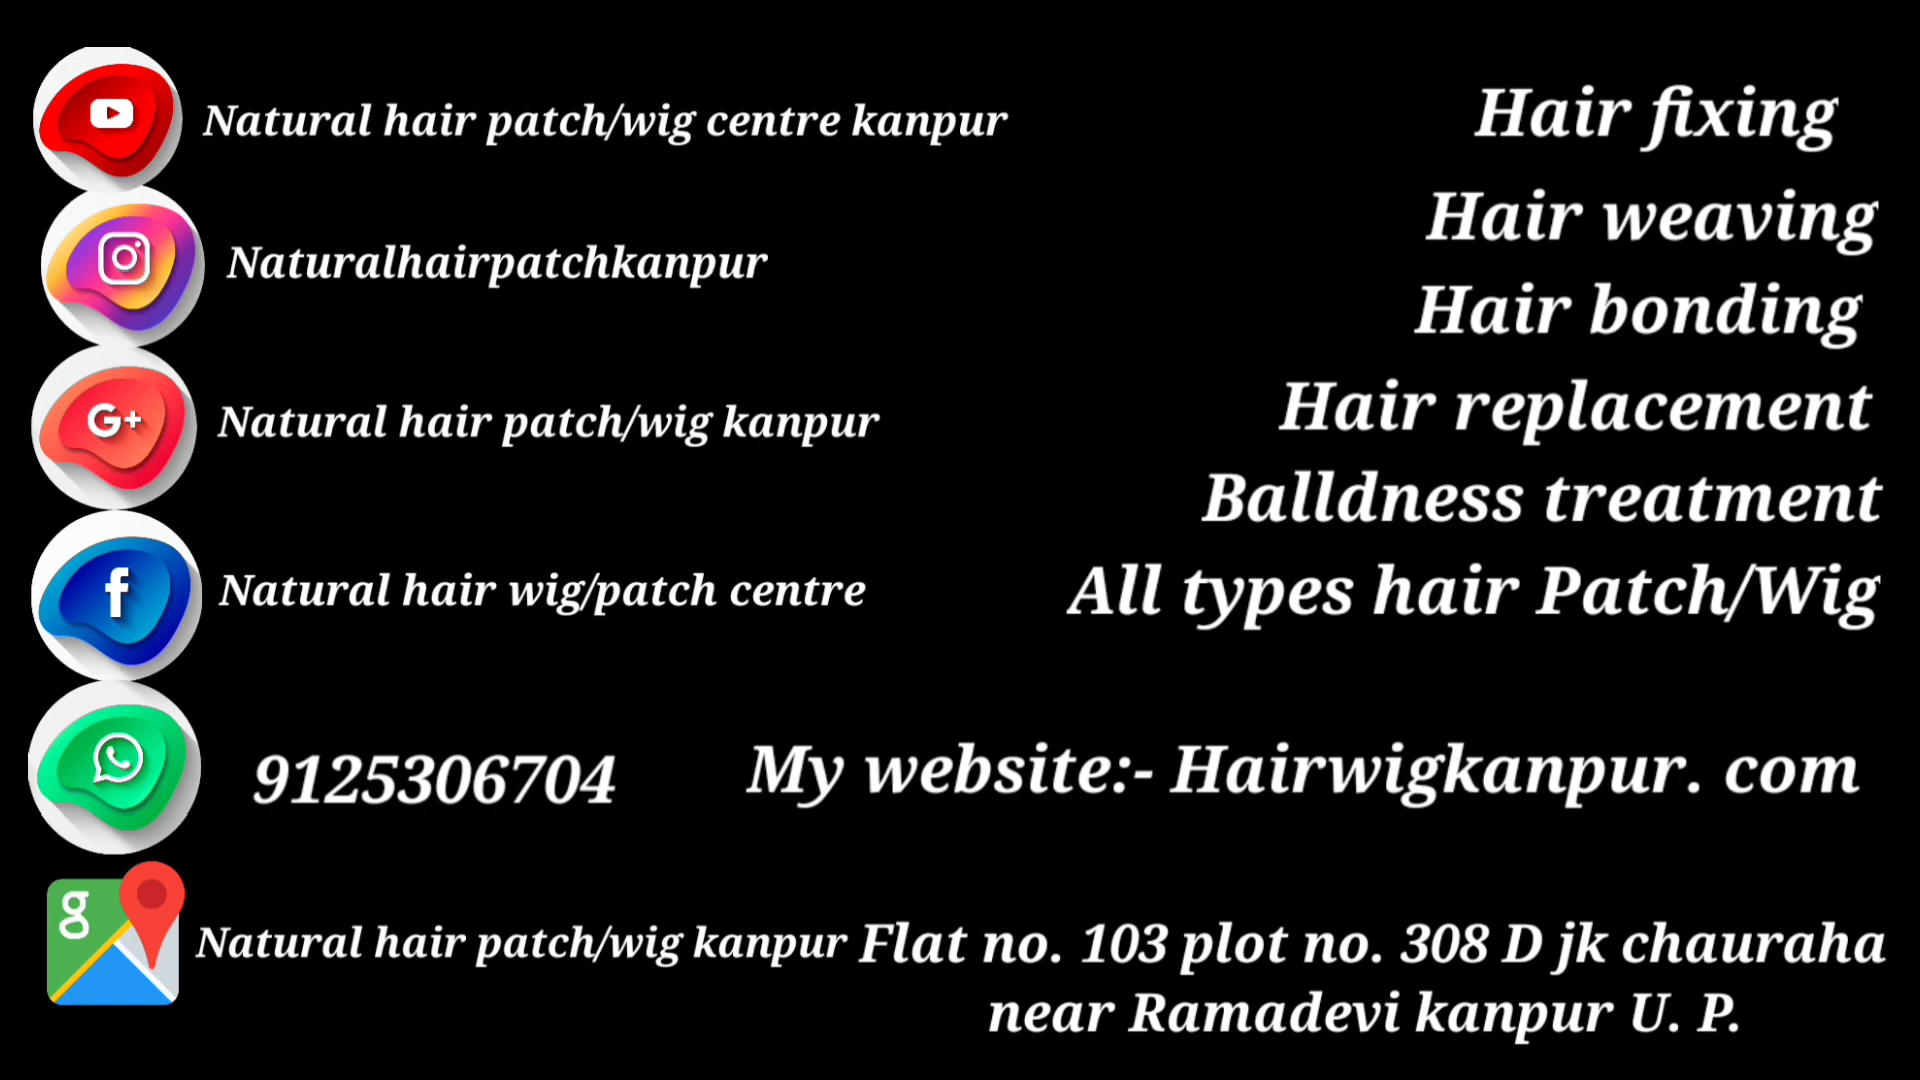 Natural hair patch/wig centre kanpur
Naturalhairpatchkanpur
G+
Natural hair patch/wig kanpur
f
Natural hair wig/patch centre
9125306704
g
Natural hair patch/wig kanpur
Hair fixing
Hair weaving
Hair bonding
Hair replacement
Balldness treatment
All types hair Patch/Wig
My website:- Hairwigkanpur. com
Flat no. 103 plot no. 308 D jk chauraha
near Ramadevi kanpur U. P.